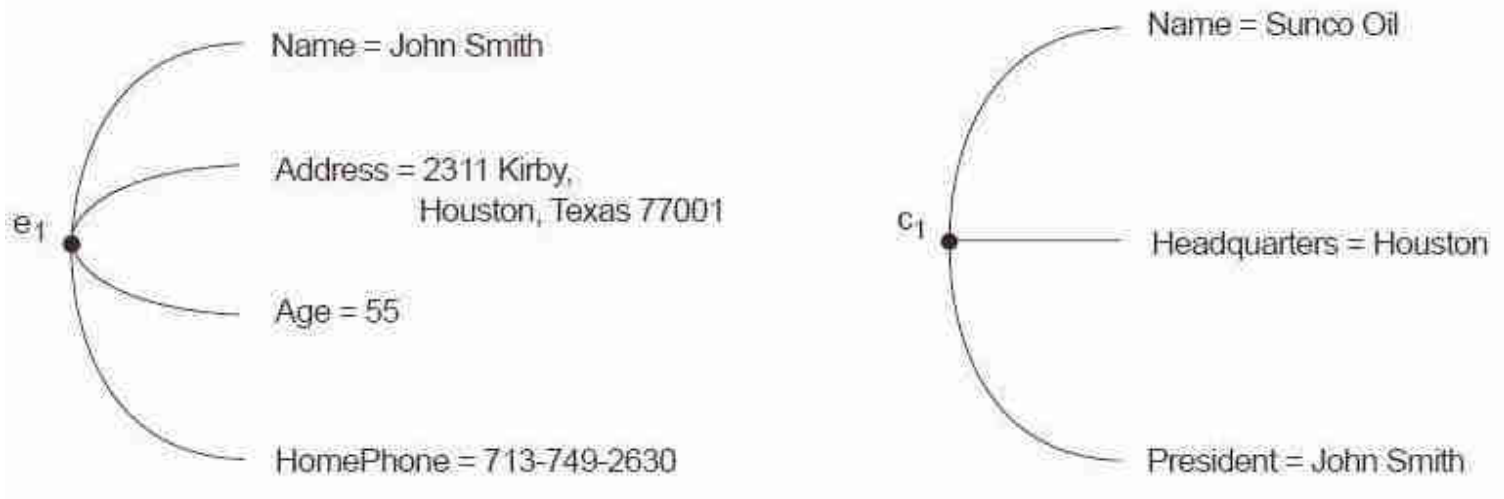 Name = John Smith
Address = 2311 Kirby,
Houston, Texas 77001
e1
Age = 55
HomePhone = 713-749-2630
Name = Sunco Oil
c1
Headquarters = Houston
President = John Smith